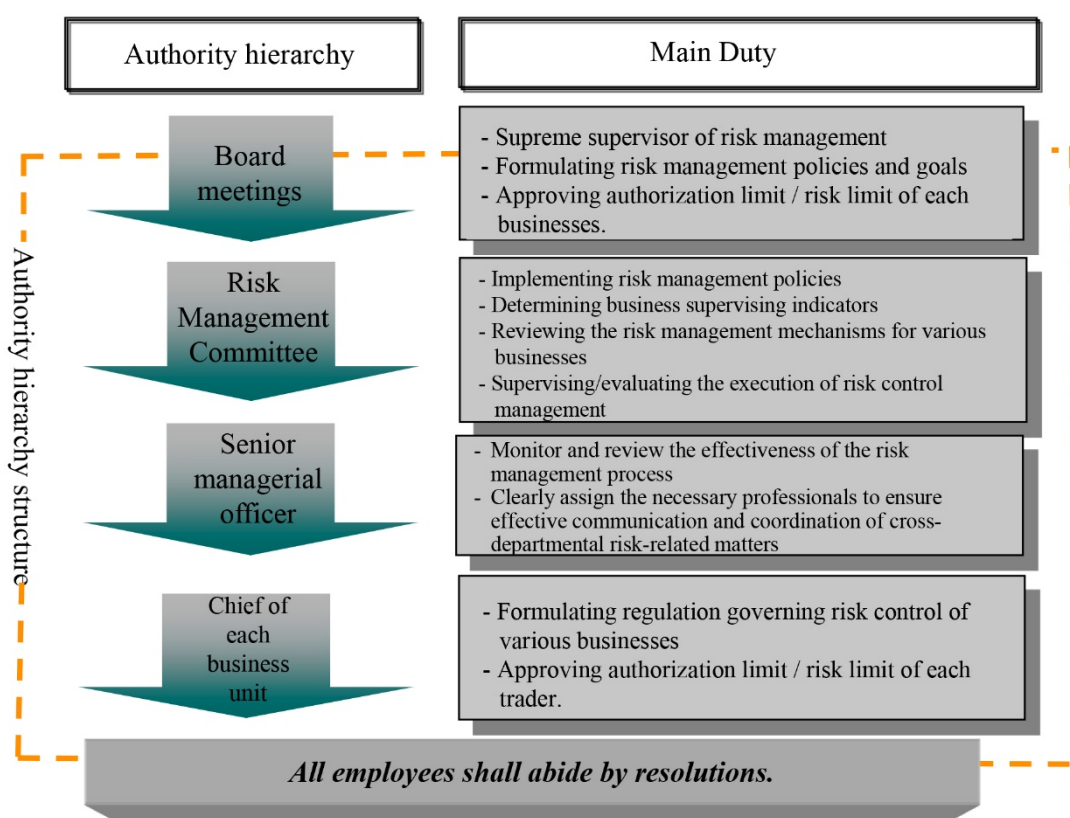 Authority hierarchy
Main Duty
Board
meetings
- Supreme supervisor of risk management
- Formulating risk management policies and goals
- Approving authorization limit / risk limit of each
businesses.
Risk
Management
Committee
- Implementing risk management policies
- Determining business supervising indicators
- Reviewing the risk management mechanisms for various
businesses
- Supervising/evaluating the execution of risk control
management
Senior
managerial
officer
- Monitor and review the effectiveness of the risk
management process
- Clearly assign the necessary professionals to ensure
effective communication and coordination of cross-
departmental risk-related matters
Chief of
each
business
unit
- Formulating regulation governing risk control of
various businesses
- Approving authorization limit / risk limit of each
trader.
Authority hierarchy structure
All employees shall abide by resolutions.